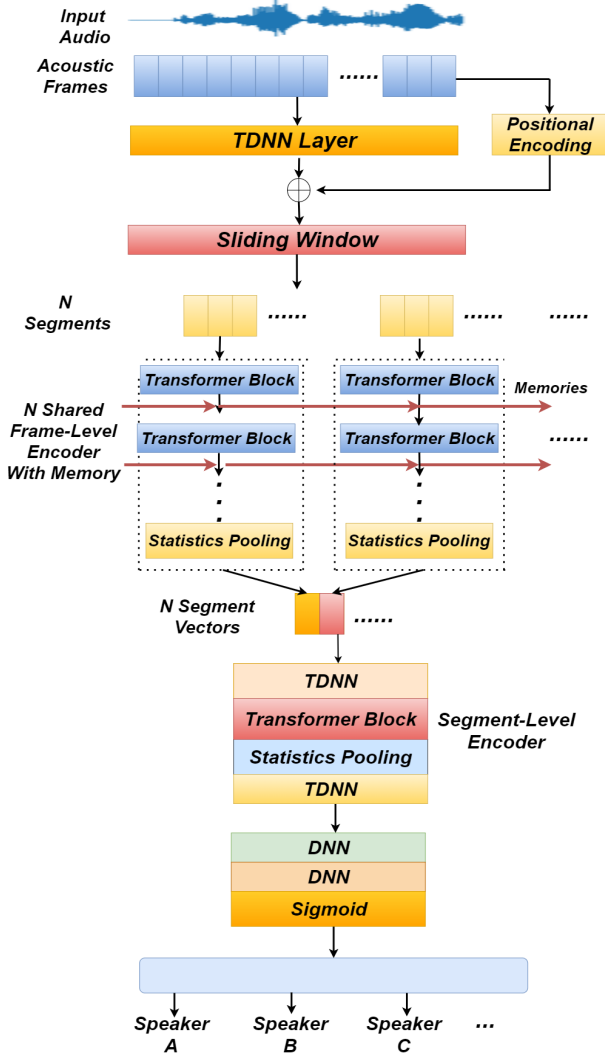 Input
Audio
Acoustic
Frames
......
TDNN Layer
Positional
Encoding
Sliding Window
N
Segments
......
......
......
Transformer Block
Transformer Block
Memories
N Shared
Frame-Level
Encoder
With Memory
Transformer Block
Transformer Block
......
Statistics Pooling
Statistics Pooling
N Segment
Vectors
......
TDNN
Transformer Block
Statistics Pooling
TDNN
Segment-Level
Encoder
DNN
DNN
Sigmoid
Speaker
A
Speaker
B
Speaker
C
...